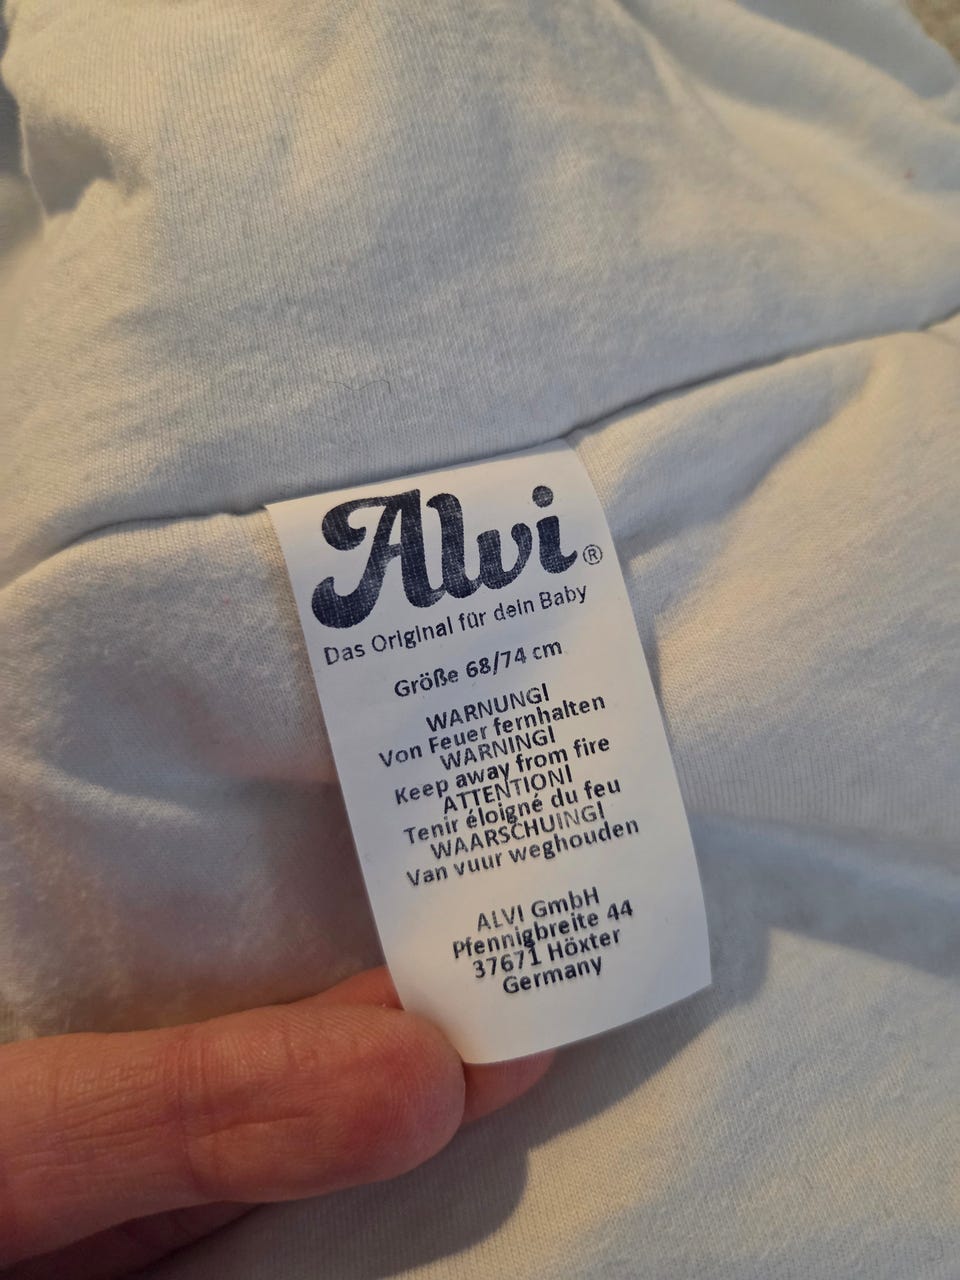 Alvi®
Das Original für dein Baby
Größe 68/74 cm
WARNUNG!
Von Feuer fernhalten
WARNING!
Keep away from fire
ATTENTION!
Tenir éloigné du feu
WAARSCHUING!
Van vuur weghouden
ALVI GmbH
Pfennigbreite 44
37671 Höxter
Germany